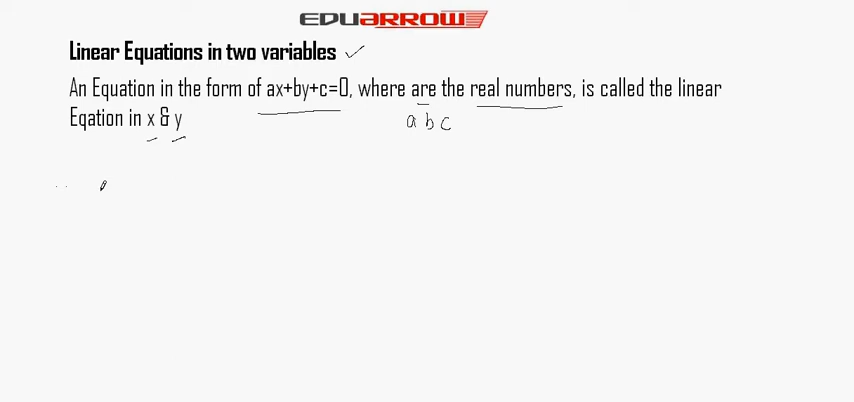 EDUARROW
Linear Equations in two variables
An Equation in the form of ax+by+c=0, where are the real numbers, is called the linear
Eqation in x & y
a b c